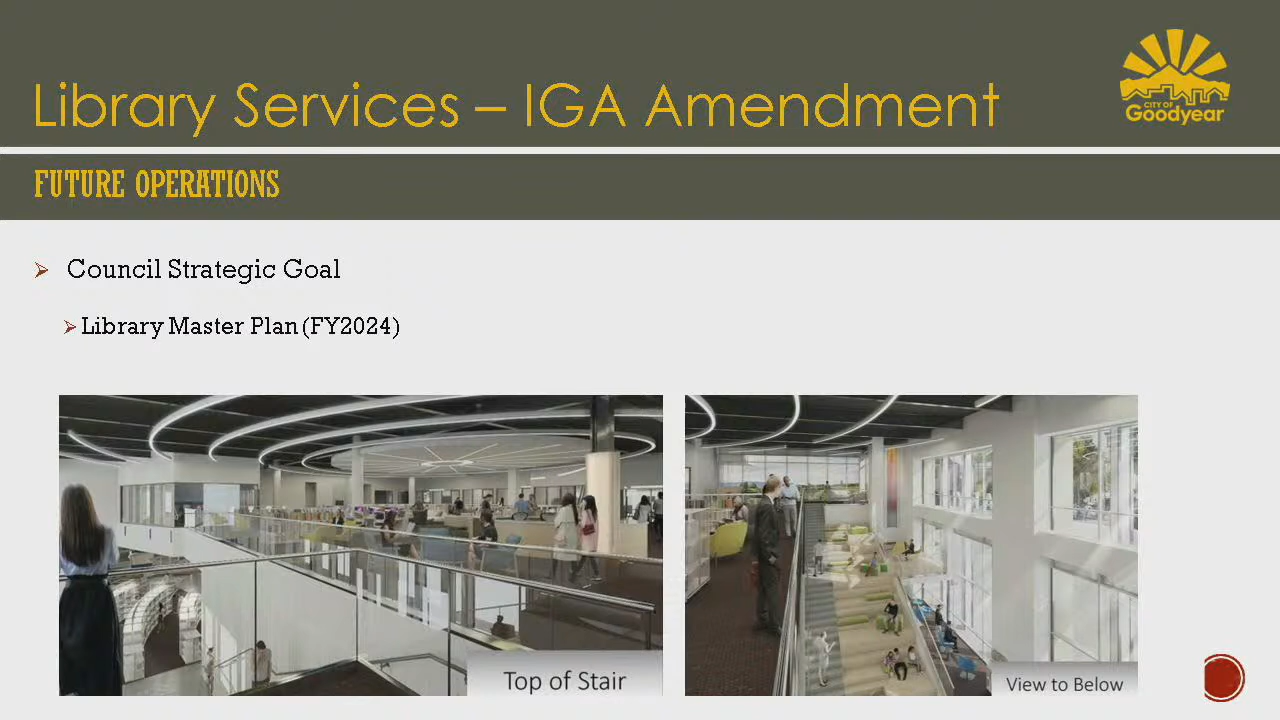 Library Services – IGA Amendment
CITY OF
Goodyear
FUTURE OPERATIONS
Council Strategic Goal
Library Master Plan (FY2024)
Top of Stair
View to Below